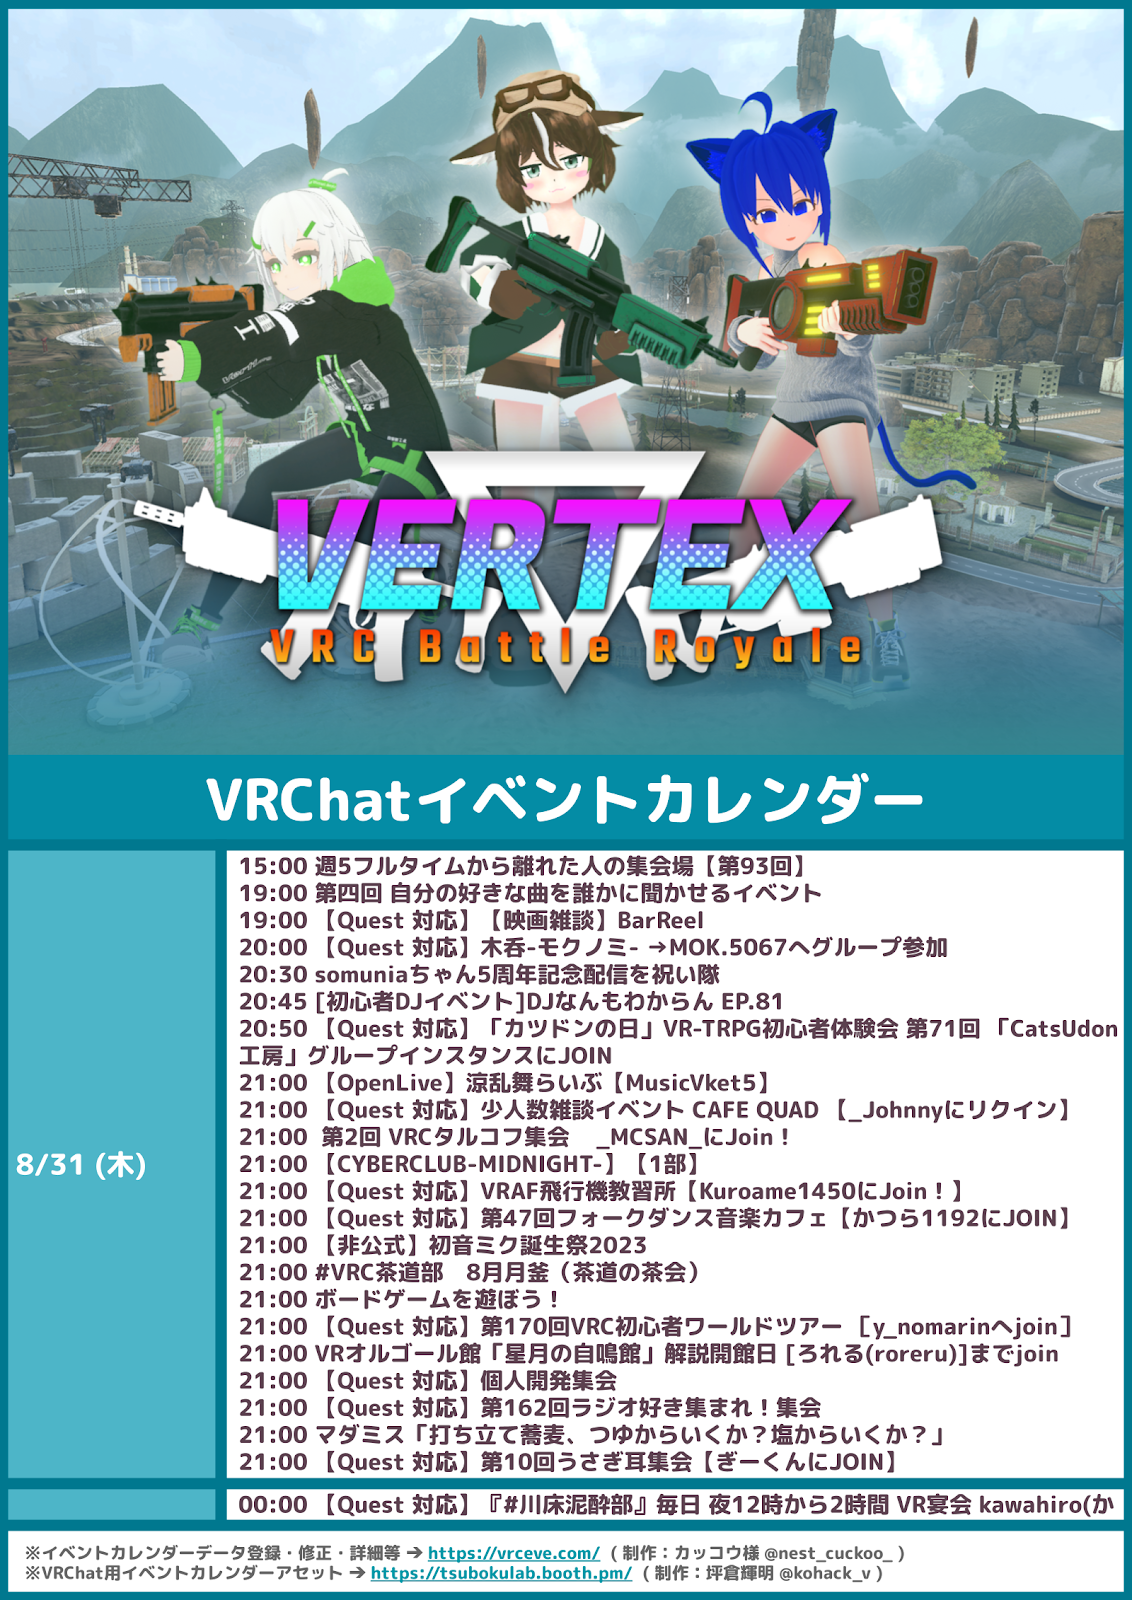 VERTEX
VRC Battle Royale
VRChatイベントカレンダー
8/31 (木)
15:00 週5フルタイムから離れた人の集会場【第93回】
19:00 第四回 自分の好きな曲を誰かに聞かせるイベント
19:00 【Quest 対応】【映画雑談】BarReel
20:00 【Quest 対応】木呑-モクノミ- →MOK.5067へグループ参加
20:30 somuniaちゃん5周年記念配信を祝い隊
20:45 [初心者DJイベント]DJなんもわからん EP.81
20:50 【Quest 対応】「カツドンの日」VR-TRPG初心者体験会 第71回 「CatsUdon
工房」グループインスタンスにJOIN
21:00 【OpenLive】涼乱舞らいぶ【MusicVket5】
21:00 【Quest 対応】少人数雑談イベント CAFE QUAD 【_Johnnyにリクイン】
21:00  第2回 VRCタルコフ集会　_MCSAN_にJoin！
21:00 【CYBERCLUB-MIDNIGHT-】【1部】
21:00 【Quest 対応】VRAF飛行機教習所【Kuroame1450にJoin！】
21:00 【Quest 対応】第47回フォークダンス音楽カフェ【かつら1192にJOIN】
21:00 【非公式】初音ミク誕生祭2023
21:00 #VRC茶道部　8月月釜（茶道の茶会）
21:00 ボードゲームを遊ぼう！
21:00 【Quest 対応】第170回VRC初心者ワールドツアー ［y_nomarinへjoin］
21:00 VRオルゴール館「星月の自鳴館」解説開館日 [ろれる(roreru)]までjoin
21:00 【Quest 対応】個人開発集会
21:00 【Quest 対応】第162回ラジオ好き集まれ！集会
21:00 マダミス「打ち立て蕎麦、つゆからいくか？塩からいくか？」
21:00 【Quest 対応】第10回うさぎ耳集会【ぎーくんにJOIN】
00:00 【Quest 対応】『#川床泥酔部』毎日 夜12時から2時間 VR宴会 kawahiro(か
※イベントカレンダーデータ登録・修正・詳細等 ➔ https://vrceve.com/ （ 制作：カッコウ様 @nest_cuckoo_ ）
※VRChat用イベントカレンダーアセット ➔ https://tsubokulab.booth.pm/ （ 制作：坪倉輝明 @kohack_v ）